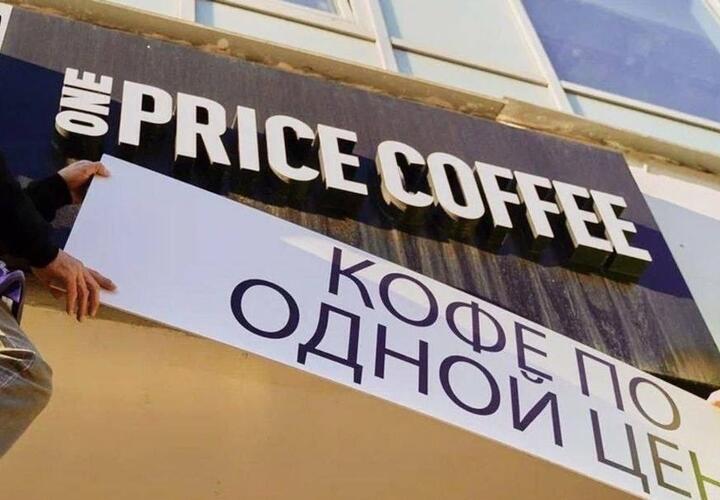 ONE PRICE COFFEE
КОФЕ ПО
ОДНОЙ ЦЕН